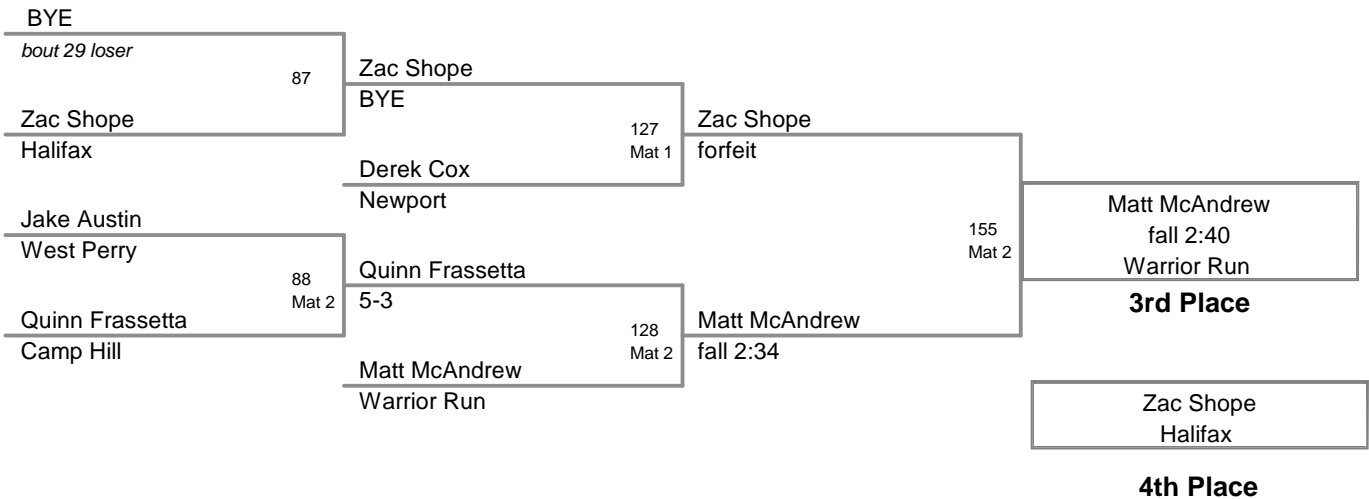 BYE
bout 29 loser
87
Zac Shope
Halifax
Jake Austin
West Perry
88
Mat 2
Quinn Frassetta
Camp Hill
Zac Shope
BYE
127
Mat 1
Derek Cox
Newport
Quinn Frassetta
5-3
128
Mat 2
Matt McAndrew
Warrior Run
Zac Shope
forfeit
155
Mat 2
Matt McAndrew
fall 2:34
Matt McAndrew
fall 2:40
Warrior Run
3rd Place
Zac Shope
Halifax
4th Place